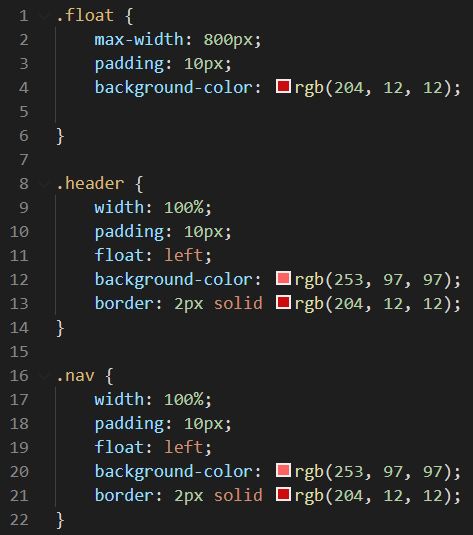 1 .float {
2     max-width: 800px;
3     padding: 10px;
4     background-color: rgb(204, 12, 12);
5
6 }
7
8 .header {
9     width: 100%;
10     padding: 10px;
11     float: left;
12     background-color: rgb(253, 97, 97);
13     border: 2px solid rgb(204, 12, 12);
14 }
15
16 .nav {
17     width: 100%;
18     padding: 10px;
19     float: left;
20     background-color: rgb(253, 97, 97);
21     border: 2px solid rgb(204, 12, 12);
22 }